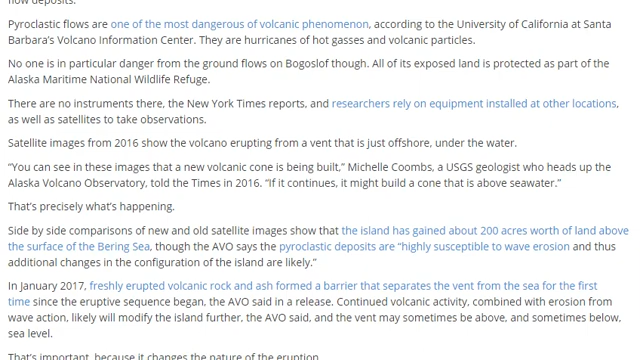 flow deposits.
Pyroclastic flows are one of the most dangerous of volcanic phenomenon, according to the University of California at Santa
Barbara's Volcano Information Center. They are hurricanes of hot gasses and volcanic particles.
No one is in particular danger from the ground flows on Bogoslof though. All of its exposed land is protected as part of the
Alaska Maritime National Wildlife Refuge.
There are no instruments there, the New York Times reports, and researchers rely on equipment installed at other locations,
as well as satellites to take observations.
Satellite images from 2016 show the volcano erupting from a vent that is just offshore, under the water.
“You can see in these images that a new volcanic cone is being built,” Michelle Coombs, a USGS geologist who heads up the
Alaska Volcano Observatory, told the Times in 2016. “If it continues, it might build a cone that is above seawater.”
That's precisely what's happening.
Side by side comparisons of new and old satellite images show that the island has gained about 200 acres worth of land above
the surface of the Bering Sea, though the AVO says the pyroclastic deposits are “highly susceptible to wave erosion and thus
additional changes in the configuration of the island are likely.”
In January 2017, freshly erupted volcanic rock and ash formed a barrier that separates the vent from the sea for the first
time since the eruptive sequence began, the AVO said in a release. Continued volcanic activity, combined with erosion from
wave action, likely will modify the island further, the AVO said, and the vent may sometimes be above, and sometimes below,
sea level.
That's important, because it changes the nature of the eruption.